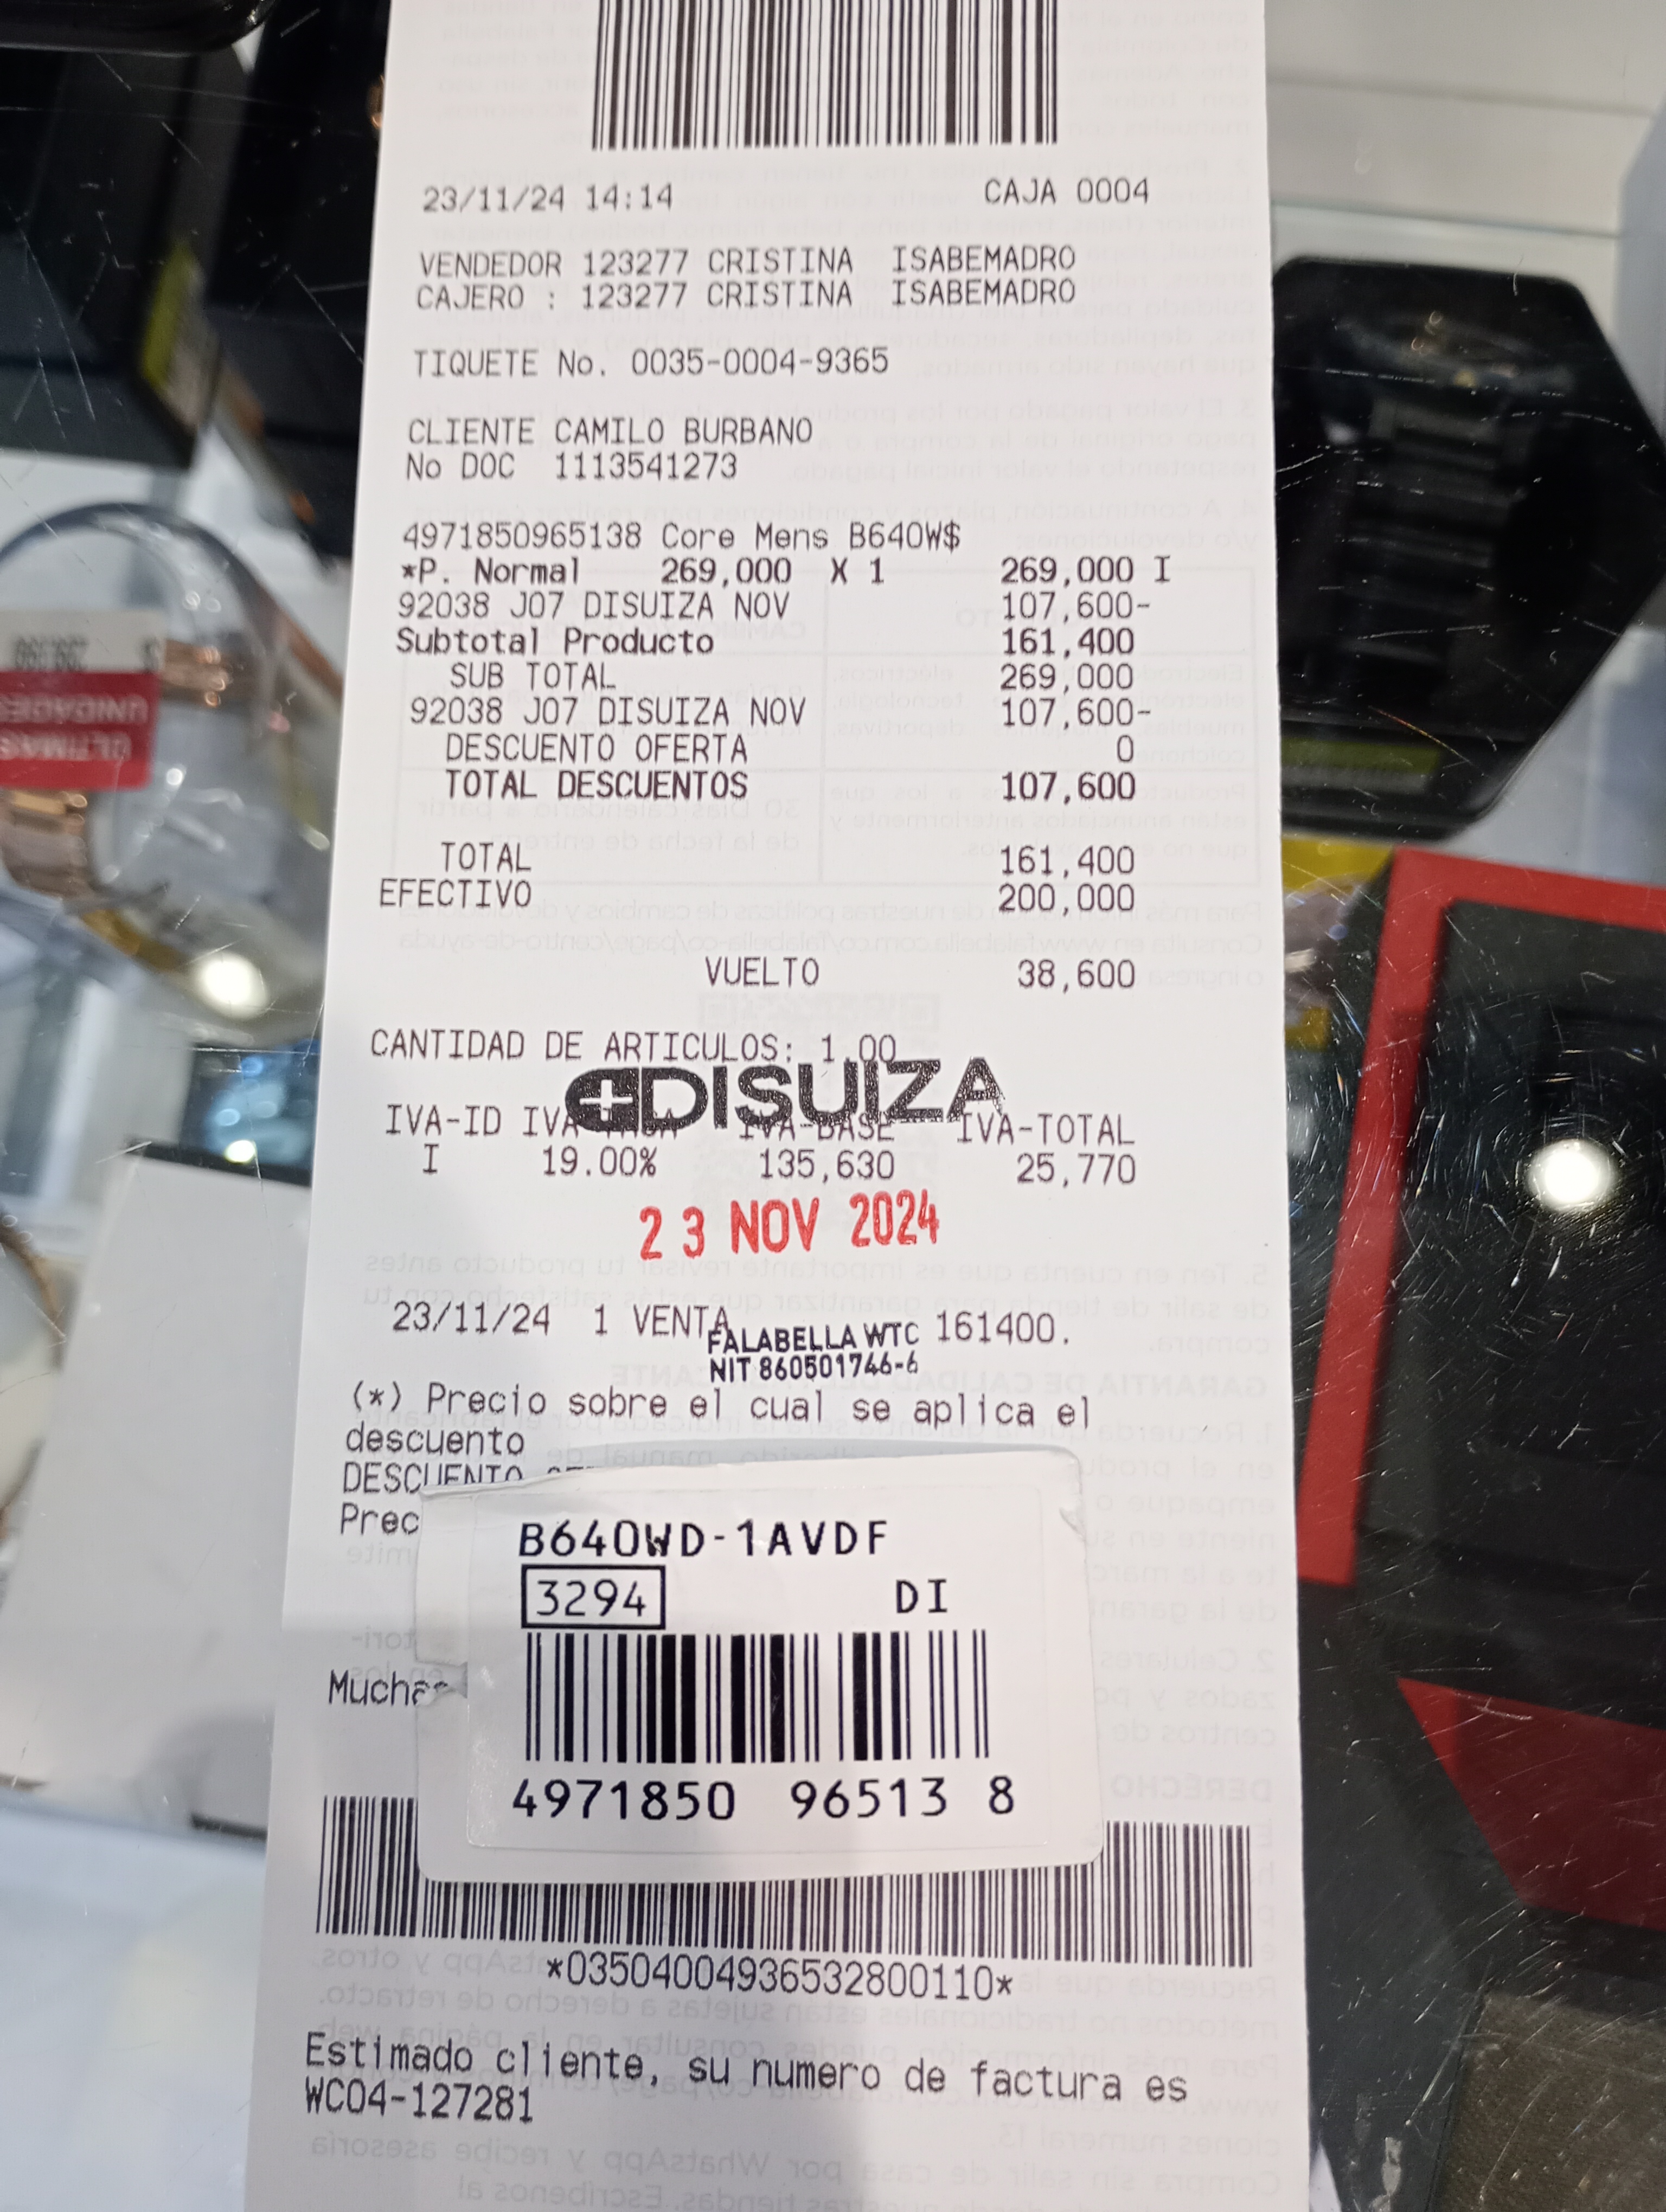 23/11/24 14:14 CAJA 0004
VENDEDOR 123277 CRISTINA ISABEMADRO
CAJERO : 123277 CRISTINA ISABEMADRO
TIQUETE No. 0035-0004-9365
CLIENTE CAMILO BURBANO
No DOC 1113541273
4971850965138 Core Mens B640W$
*P. Normal 269,000 X 1 269,000 I
92038 J07 DISUIZA NOV 107,600-
Subtotal Producto 161,400
SUB TOTAL 269,000
92038 J07 DISUIZA NOV 107,600-
DESCUENTO OFERTA 0
TOTAL DESCUENTOS 107,600
TOTAL 161,400
EFECTIVO 200,000
VUELTO 38,600
CANTIDAD DE ARTICULOS: 1.00
DISUIZA
IVA-ID IVA IVA-BASE IVA-TOTAL
I 19.00% 135,630 25,770
23 NOV 2024
23/11/24 1 VENTA 161400.
FALABELLA WTC
NIT 860501746-6
(*) Precio sobre el cual se aplica el
descuento
DESCUENTO
Prec
B640WD-1AVDF
3294 DI
Muchas
4971850 96513 8
*03504004936532800110*
Estimado cliente, su numero de factura es
WC04-127281